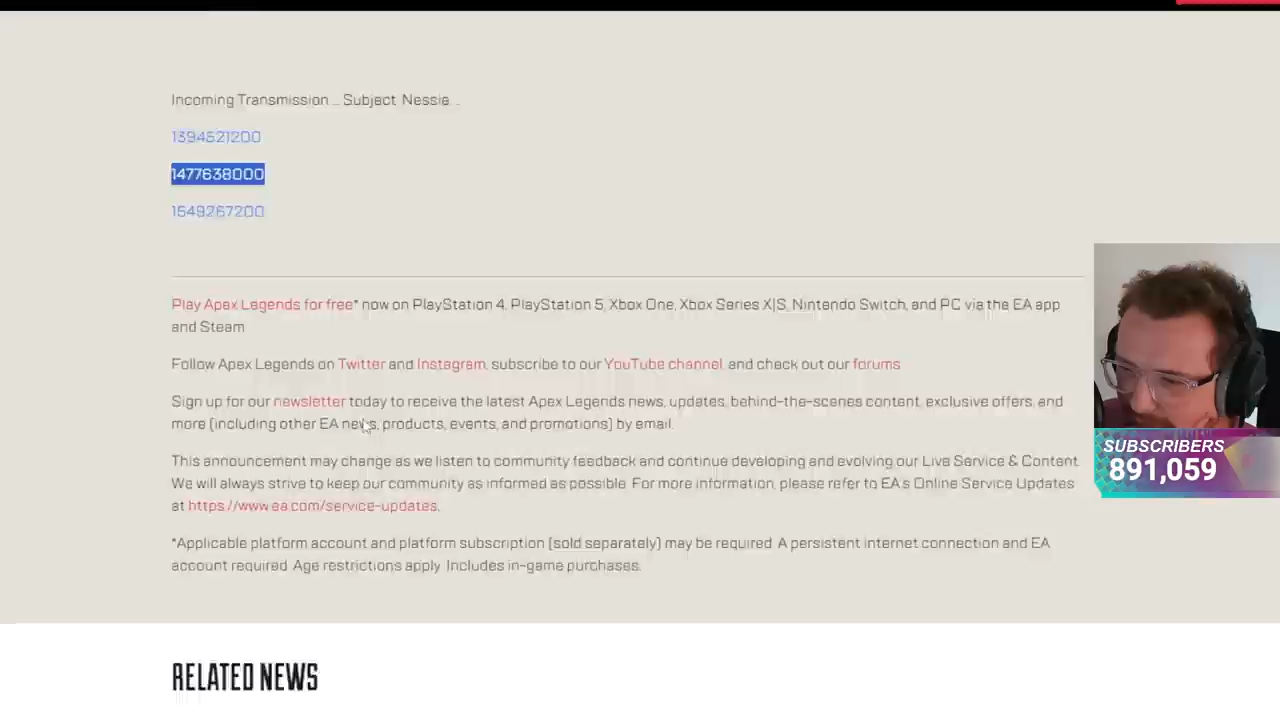 Incoming Transmission ... Subject: Nessie ...
1394521200
1477638000
1549267200
Play Apex Legends for free* now on PlayStation 4, PlayStation 5, Xbox One, Xbox Series X|S, Nintendo Switch, and PC via the EA app
and Steam.
Follow Apex Legends on Twitter and Instagram, subscribe to our YouTube channel, and check out our forums.
Sign up for our newsletter today to receive the latest Apex Legends news, updates, behind-the-scenes content, exclusive offers, and
more (including other EA news, products, events, and promotions) by email.
This announcement may change as we listen to community feedback and continue developing and evolving our Live Service & Content.
We will always strive to keep our community as informed as possible. For more information, please refer to EA's Online Service Updates
at https://www.ea.com/service-updates.
*Applicable platform account and platform subscription (sold separately) may be required. A persistent internet connection and EA
account required. Age restrictions apply. Includes in-game purchases.
SUBSCRIBERS
891,059
RELATED NEWS